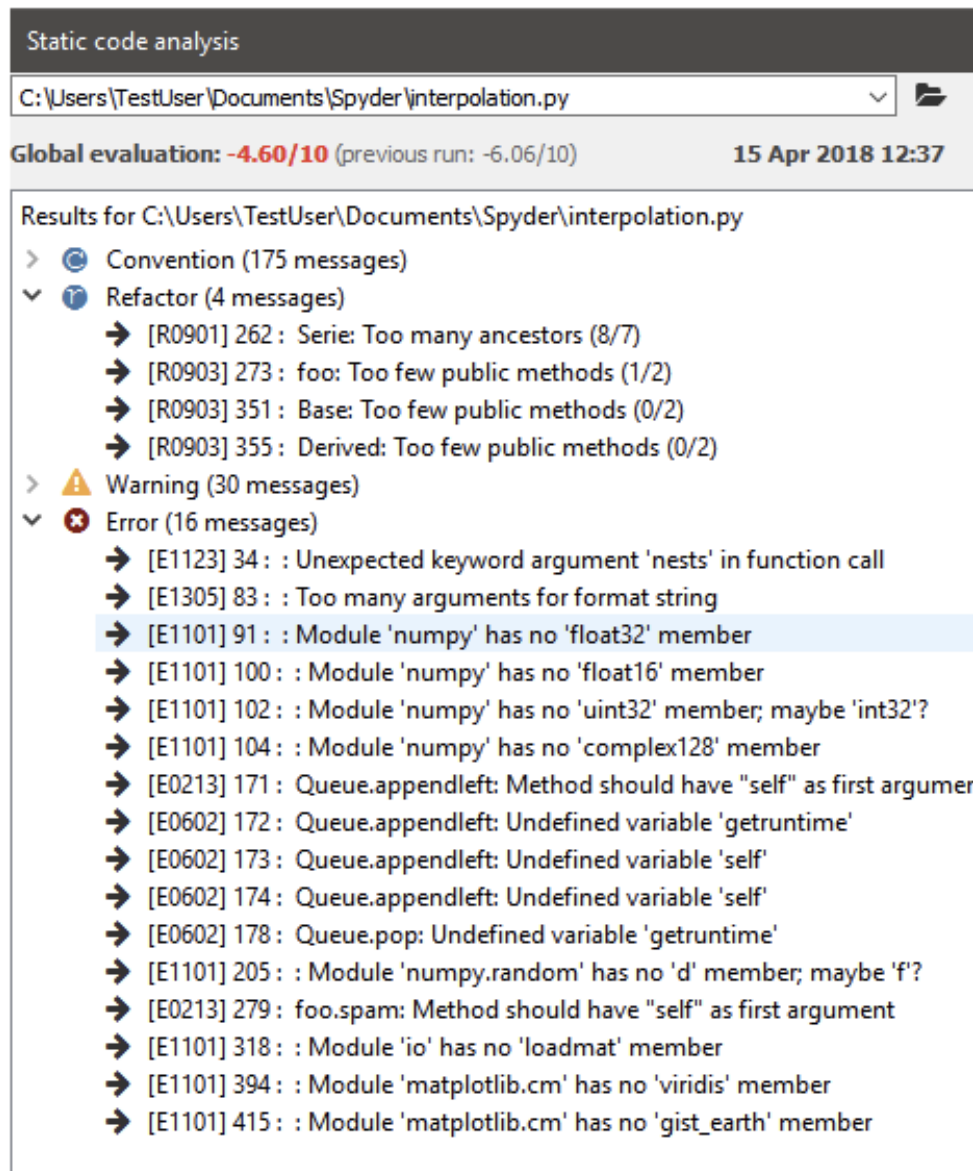 Static code analysis
C:\Users\TestUser\Documents\Spyder\interpolation.py
Global evaluation: -4.60/10 (previous run: -6.06/10) 15 Apr 2018 12:37
Results for C:\Users\TestUser\Documents\Spyder\interpolation.py
C Convention (175 messages)
r Refactor (4 messages)
[R0901] 262 : Serie: Too many ancestors (8/7)
[R0903] 273 : foo: Too few public methods (1/2)
[R0903] 351 : Base: Too few public methods (0/2)
[R0903] 355 : Derived: Too few public methods (0/2)
Warning (30 messages)
Error (16 messages)
[E1123] 34 : : Unexpected keyword argument 'nests' in function call
[E1305] 83 : : Too many arguments for format string
[E1101] 91 : : Module 'numpy' has no 'float32' member
[E1101] 100 : : Module 'numpy' has no 'float16' member
[E1101] 102 : : Module 'numpy' has no 'uint32' member; maybe 'int32'?
[E1101] 104 : : Module 'numpy' has no 'complex128' member
[E0213] 171 : Queue.appendleft: Method should have "self" as first argumer
[E0602] 172 : Queue.appendleft: Undefined variable 'getruntime'
[E0602] 173 : Queue.appendleft: Undefined variable 'self'
[E0602] 174 : Queue.appendleft: Undefined variable 'self'
[E0602] 178 : Queue.pop: Undefined variable 'getruntime'
[E1101] 205 : : Module 'numpy.random' has no 'd' member; maybe 'f'?
[E0213] 279 : foo.spam: Method should have "self" as first argument
[E1101] 318 : : Module 'io' has no 'loadmat' member
[E1101] 394 : : Module 'matplotlib.cm' has no 'viridis' member
[E1101] 415 : : Module 'matplotlib.cm' has no 'gist_earth' member